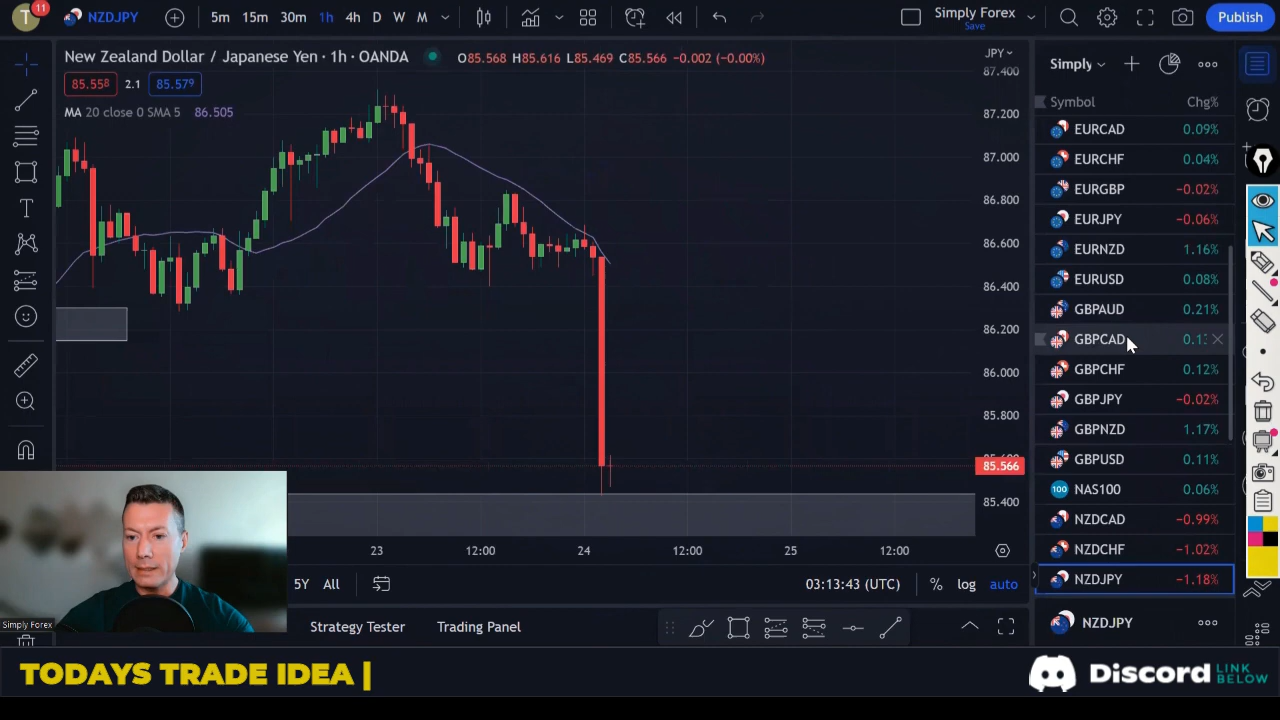 T 11 NZDJPY 5m 15m 30m 1h 4h D W M Simply Forex Save Publish
New Zealand Dollar / Japanese Yen · 1h · OANDA O85.568 H85.616 L85.469 C85.566 −0.002 (−0.00%) JPY
85.558 2.1 85.579
MA 20 close 0 SMA 5 86.505
87.400
87.200
87.000
86.800
86.600
86.400
86.200
86.000
85.800
85.566
85.400
23 12:00 24 12:00 25 12:00
5Y All 03:13:43 (UTC) % log auto
Strategy Tester Trading Panel
Simply
Symbol Chg%
EURCAD 0.09%
EURCHF 0.04%
EURGBP −0.02%
EURJPY −0.06%
EURNZD 1.16%
EURUSD 0.08%
GBPAUD 0.21%
GBPCAD
GBPCHF 0.12%
GBPJPY −0.02%
GBPNZD 1.17%
GBPUSD 0.11%
100 NAS100 0.06%
NZDCAD −0.99%
NZDCHF −1.02%
NZDJPY −1.18%
NZDJPY
Simply Forex
TODAYS TRADE IDEA |
Discord LINK BELOW